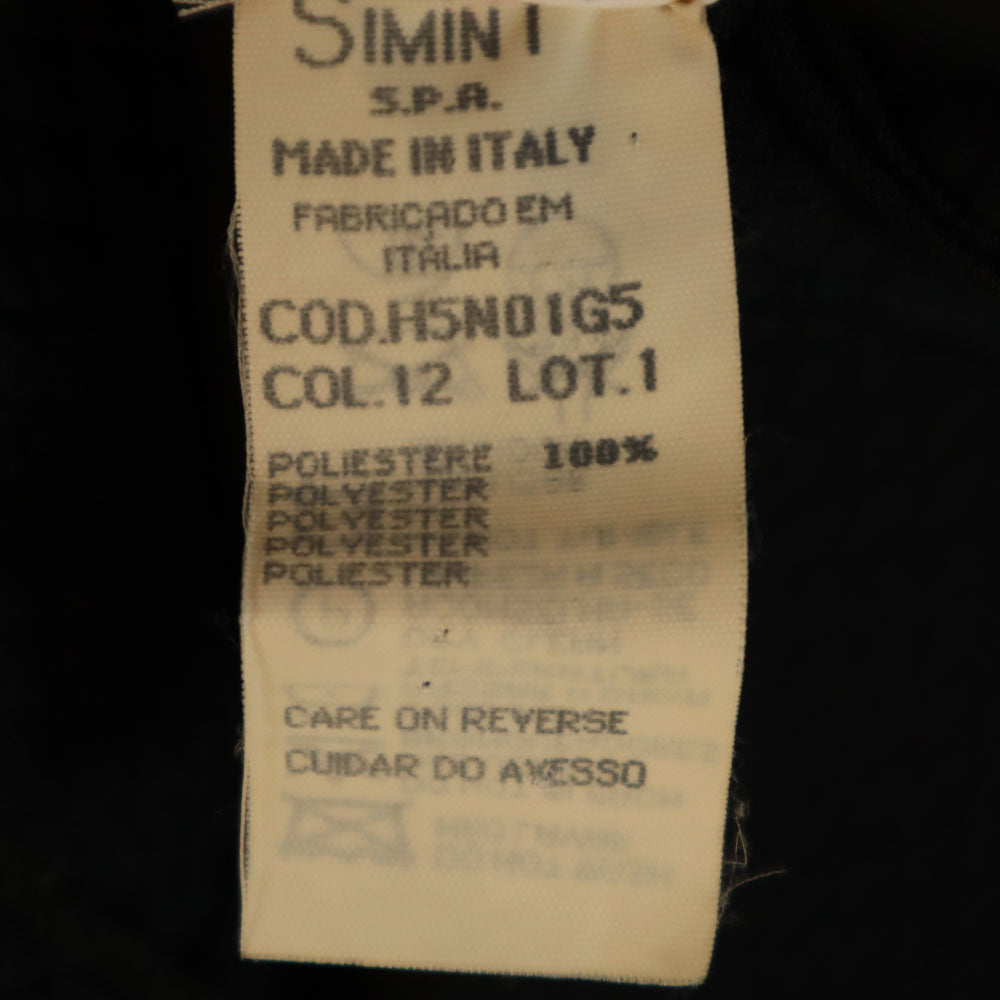 SIMINT
S.P.A.
MADE IN ITALY
FABRICADO EM
ITÁLIA
COD.H5N01G5
COL.12 LOT.1
POLIESTERE 100%
POLYESTER
POLYESTER
POLYESTER
POLIESTER
CARE ON REVERSE
CUIDAR DO AVESSO